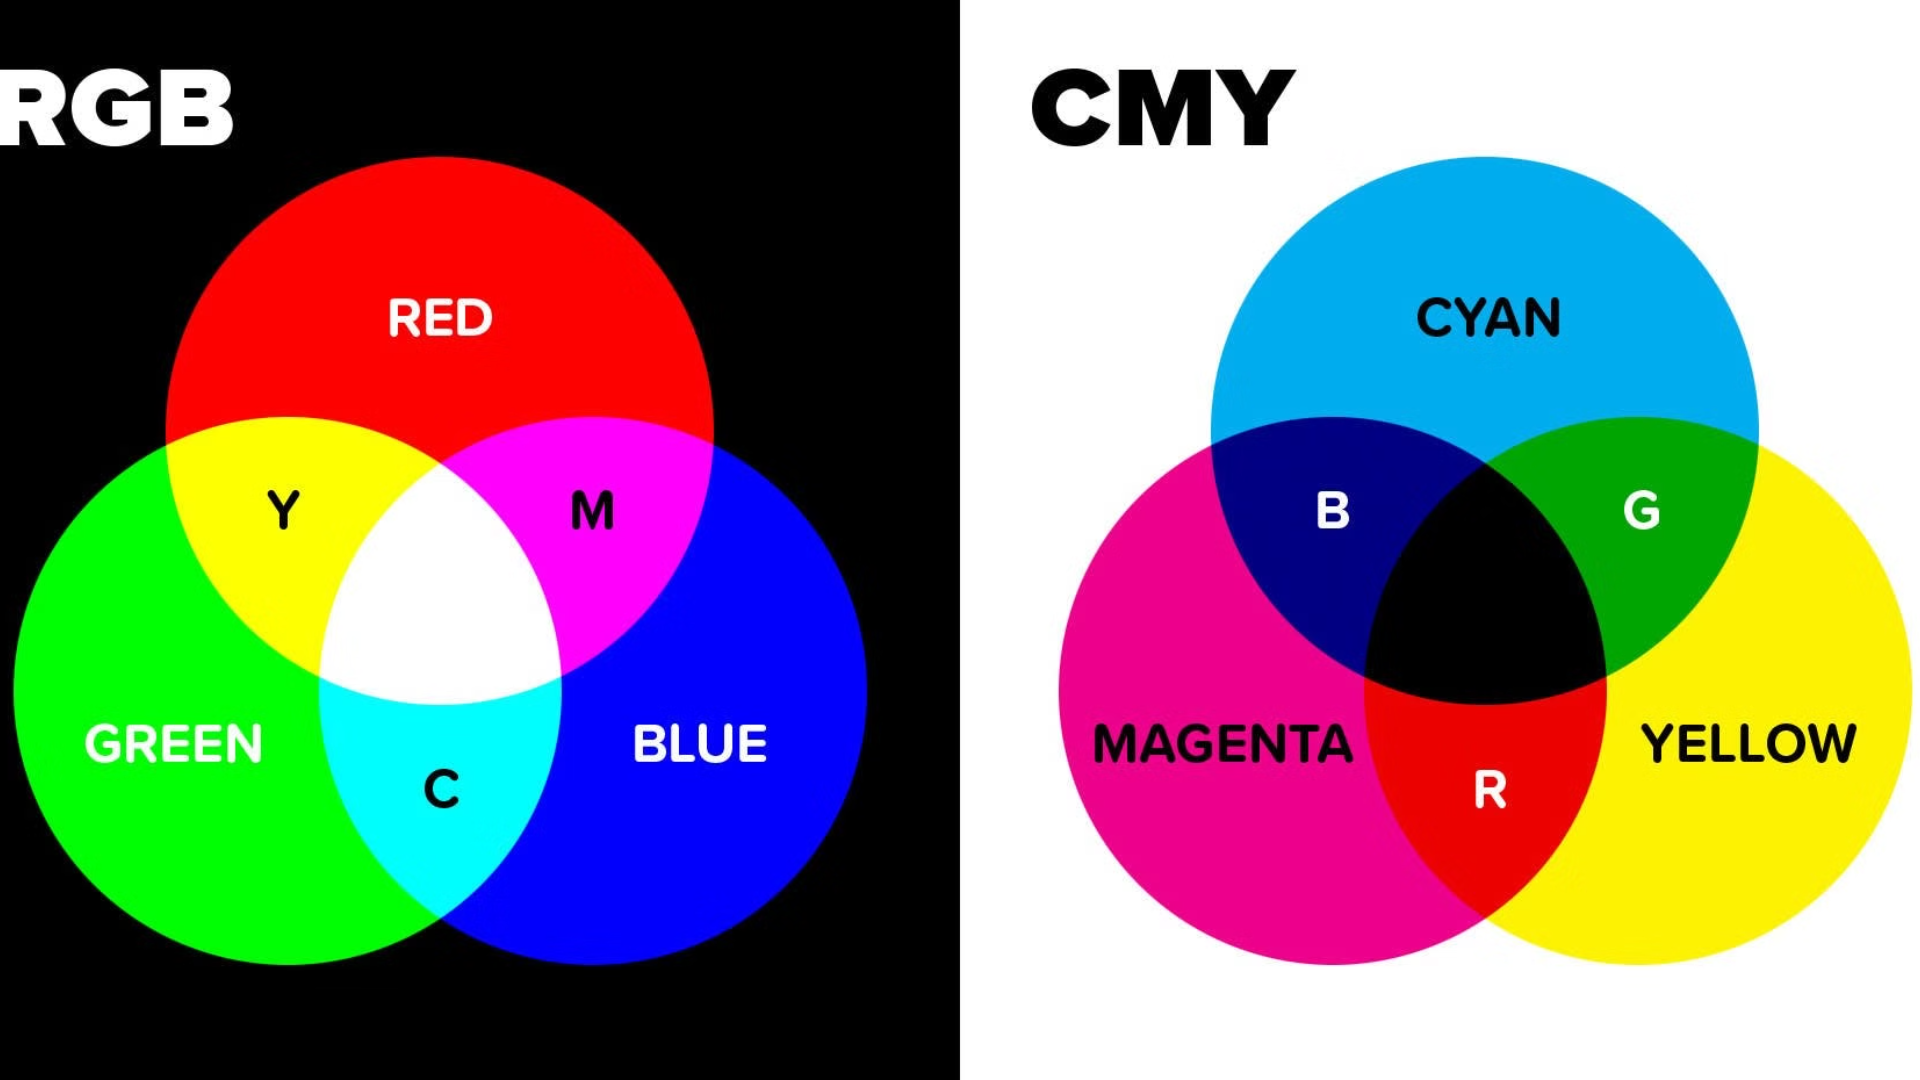 RGB
RED
Y
M
GREEN
BLUE
C
CMY
CYAN
B
G
MAGENTA
YELLOW
R